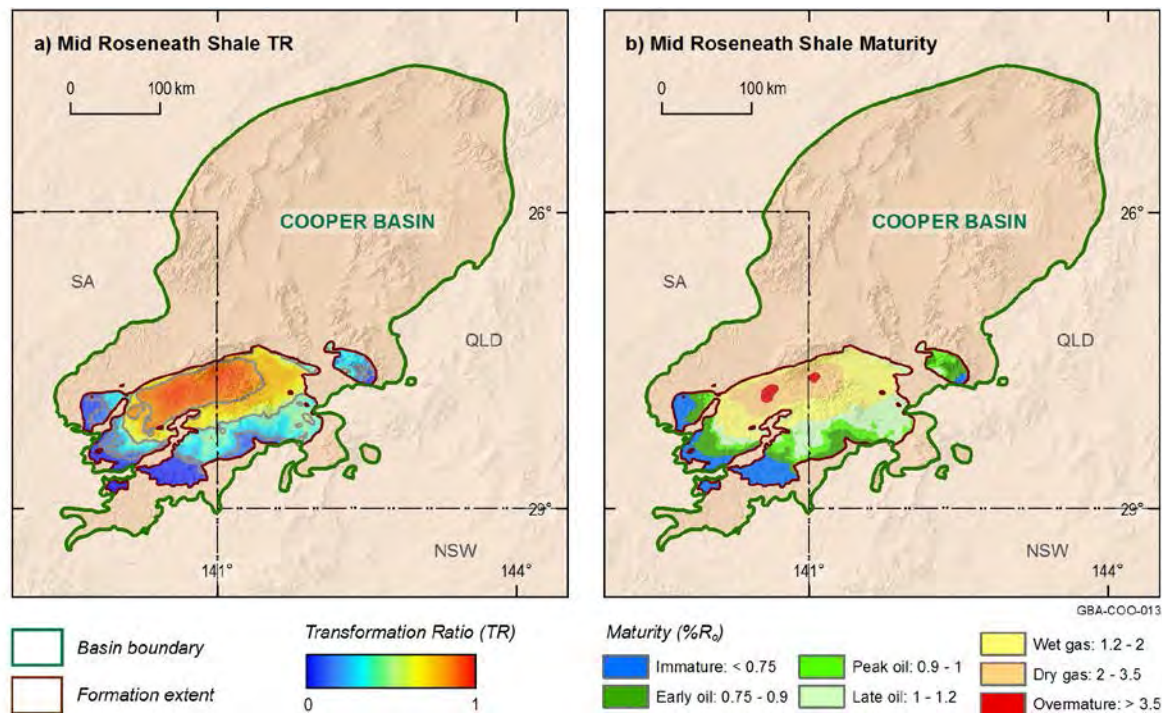 a) Mid Roseneath Shale TR
0 100 km
COOPER BASIN
26°
SA
QLD
29°
NSW
141° 144°
b) Mid Roseneath Shale Maturity
0 100 km
COOPER BASIN
26°
SA
QLD
29°
NSW
141° 144°
GBA-COO-013
Basin boundary
Formation extent
Transformation Ratio (TR)
0 1
Maturity (%Ro)
Immature: < 0.75
Early oil: 0.75 - 0.9
Peak oil: 0.9 - 1
Late oil: 1 - 1.2
Wet gas: 1.2 - 2
Dry gas: 2 - 3.5
Overmature: > 3.5